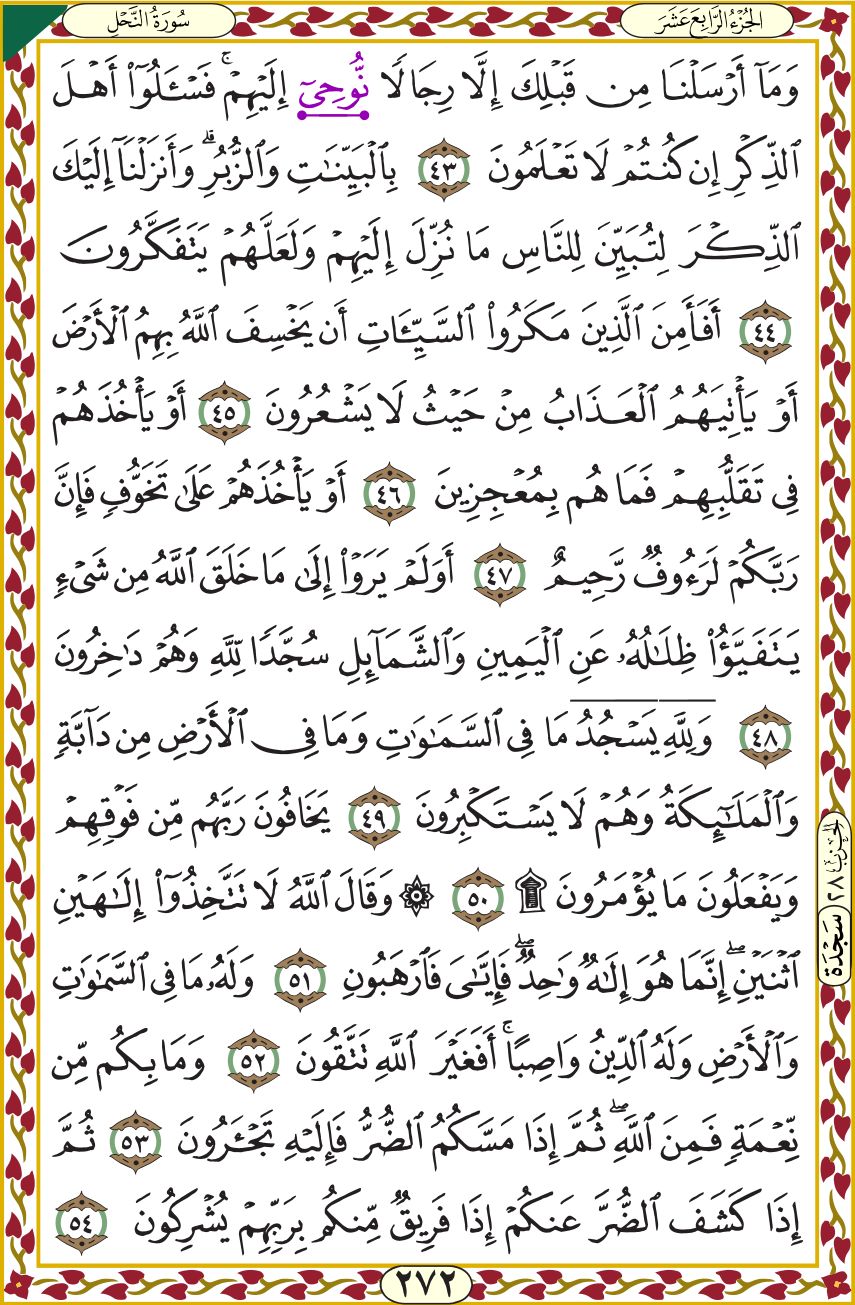 الجُزْءُ الرَّابِعَ عَشَرَ
سُورَةُ النَّحْلِ
وَمَآ أَرْسَلْنَا مِن قَبْلِكَ إِلَّا رِجَالًا نُّوحِىٓ إِلَيْهِمْ ۚ فَسْـَٔلُوٓا۟ أَهْلَ
ٱلذِّكْرِ إِن كُنتُمْ لَا تَعْلَمُونَ ٤٣ بِٱلْبَيِّنَـٰتِ وَٱلزُّبُرِ ۗ وَأَنزَلْنَآ إِلَيْكَ
ٱلذِّكْرَ لِتُبَيِّنَ لِلنَّاسِ مَا نُزِّلَ إِلَيْهِمْ وَلَعَلَّهُمْ يَتَفَكَّرُونَ
٤٤ أَفَأَمِنَ ٱلَّذِينَ مَكَرُوا۟ ٱلسَّيِّـَٔاتِ أَن يَخْسِفَ ٱللَّهُ بِهِمُ ٱلْأَرْضَ
أَوْ يَأْتِيَهُمُ ٱلْعَذَابُ مِنْ حَيْثُ لَا يَشْعُرُونَ ٤٥ أَوْ يَأْخُذَهُمْ
فِى تَقَلُّبِهِمْ فَمَا هُم بِمُعْجِزِينَ ٤٦ أَوْ يَأْخُذَهُمْ عَلَىٰ تَخَوُّفٍ فَإِنَّ
رَبَّكُمْ لَرَءُوفٌ رَّحِيمٌ ٤٧ أَوَلَمْ يَرَوْا۟ إِلَىٰ مَا خَلَقَ ٱللَّهُ مِن شَىْءٍ
يَتَفَيَّؤُا۟ ظِلَـٰلُهُۥ عَنِ ٱلْيَمِينِ وَٱلشَّمَآئِلِ سُجَّدًا لِّلَّهِ وَهُمْ دَٰخِرُونَ
٤٨ وَلِلَّهِ يَسْجُدُ مَا فِى ٱلسَّمَـٰوَٰتِ وَمَا فِى ٱلْأَرْضِ مِن دَآبَّةٍ
وَٱلْمَلَـٰٓئِكَةُ وَهُمْ لَا يَسْتَكْبِرُونَ ٤٩ يَخَافُونَ رَبَّهُم مِّن فَوْقِهِمْ
وَيَفْعَلُونَ مَا يُؤْمَرُونَ ۩ ٥٠ ۞ وَقَالَ ٱللَّهُ لَا تَتَّخِذُوٓا۟ إِلَـٰهَيْنِ
ٱثْنَيْنِ ۖ إِنَّمَا هُوَ إِلَـٰهٌ وَٰحِدٌ ۖ فَإِيَّـٰىَ فَٱرْهَبُونِ ٥١ وَلَهُۥ مَا فِى ٱلسَّمَـٰوَٰتِ
وَٱلْأَرْضِ وَلَهُ ٱلدِّينُ وَاصِبًا ۚ أَفَغَيْرَ ٱللَّهِ تَتَّقُونَ ٥٢ وَمَا بِكُم مِّن
نِّعْمَةٍ فَمِنَ ٱللَّهِ ۖ ثُمَّ إِذَا مَسَّكُمُ ٱلضُّرُّ فَإِلَيْهِ تَجْـَٔرُونَ ٥٣ ثُمَّ
إِذَا كَشَفَ ٱلضُّرَّ عَنكُمْ إِذَا فَرِيقٌ مِّنكُم بِرَبِّهِمْ يُشْرِكُونَ ٥٤
الحِزْب ٢٨
سَجْدَة
٢٧٢